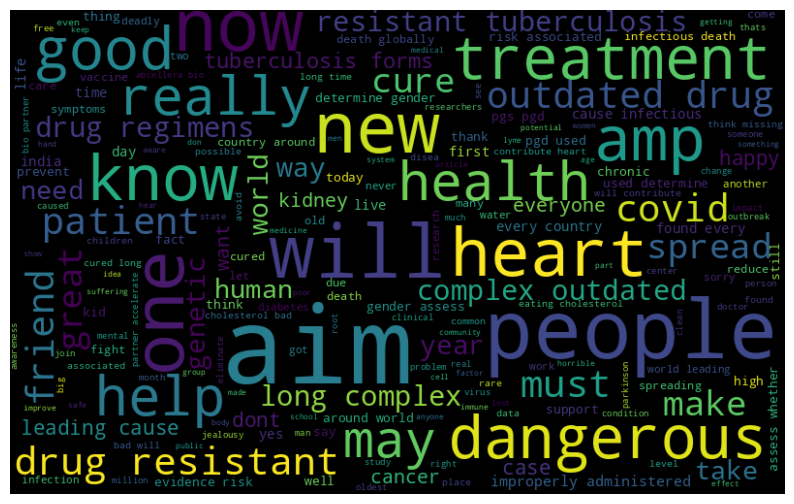 thing
deadly
now
resistant tuberculosis
come
getting
even
free
keep
good
death globally
risk associated
infectious death
thats
two
tuberculosis forms
medical
treatment
vaccine
abcellera bio
life
care
really
long time
cure
researchers
see
outdated drug
time
determine gender
symptoms
bio partner
drug regimens
new
pgs pgd
cause infectious
think missing
women
someone
hand
men
lyme
potential
something
don
country around
amp
pgd used
aware
thank
contribute heart
india
day
possible
know
world
way
first
happy
prevent
system
age
change
health
disea
chronic
article
today
used determine
another
need
kidney
never
everyone
will contribute
impact
patient
live
many
covid
outbreak
caused
state
avoid
old
water
hear
fact
much
research
every country
found every
spread
children
will
heart
great
want
one
friend
genetic
cured
part
center
reduce
still
show
let
idea
due
sorry
cured long
human
death
complex outdated
person
suffering
think
poor
medicine
diabetes
gender assess
eating cholesterol
found
kid
cholesterol bad
clinical
doctor
people
awareness
mental
partner accelerate
aim
root
common
year
clean
join
fight
community
got
work
horrible
associated
eliminate
problem
real
world leading
month
factor
rare
must
spreading
high
big
help
group
cell
parkinson
long complex
make
improve
safe
made
virus
immune
lost
support
condition
body
school
anyone
data
leading cause
dont
around world
level
assess whether
jealousy
yes
man
say
may
dangerous
bad will
public
study
right
case
drug resistant
take
infection
million
well
cancer
place
improperly administered
evidence risk
oldest
effect